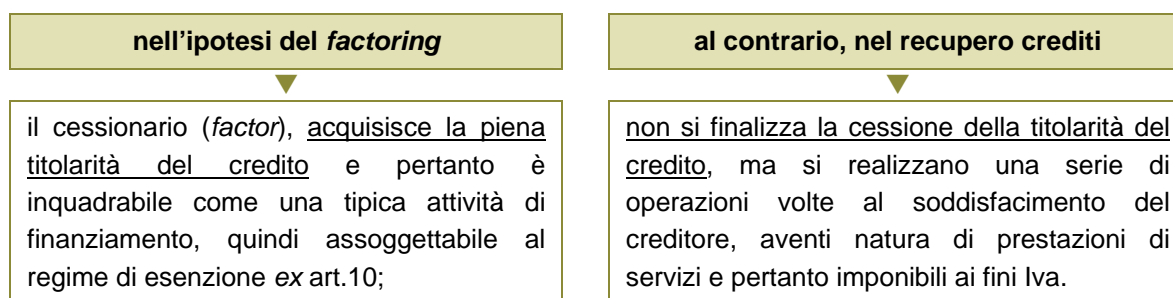 nell'ipotesi del factoring
il cessionario (factor), acquisisce la piena
titolarità del credito e pertanto è
inquadrabile come una tipica attività di
finanziamento, quindi assoggettabile al
regime di esenzione ex art.10;
al contrario, nel recupero crediti
non si finalizza la cessione della titolarità del
credito, ma si realizzano una serie di
operazioni volte al soddisfacimento del
creditore, aventi natura di prestazioni di
servizi e pertanto imponibili ai fini Iva.